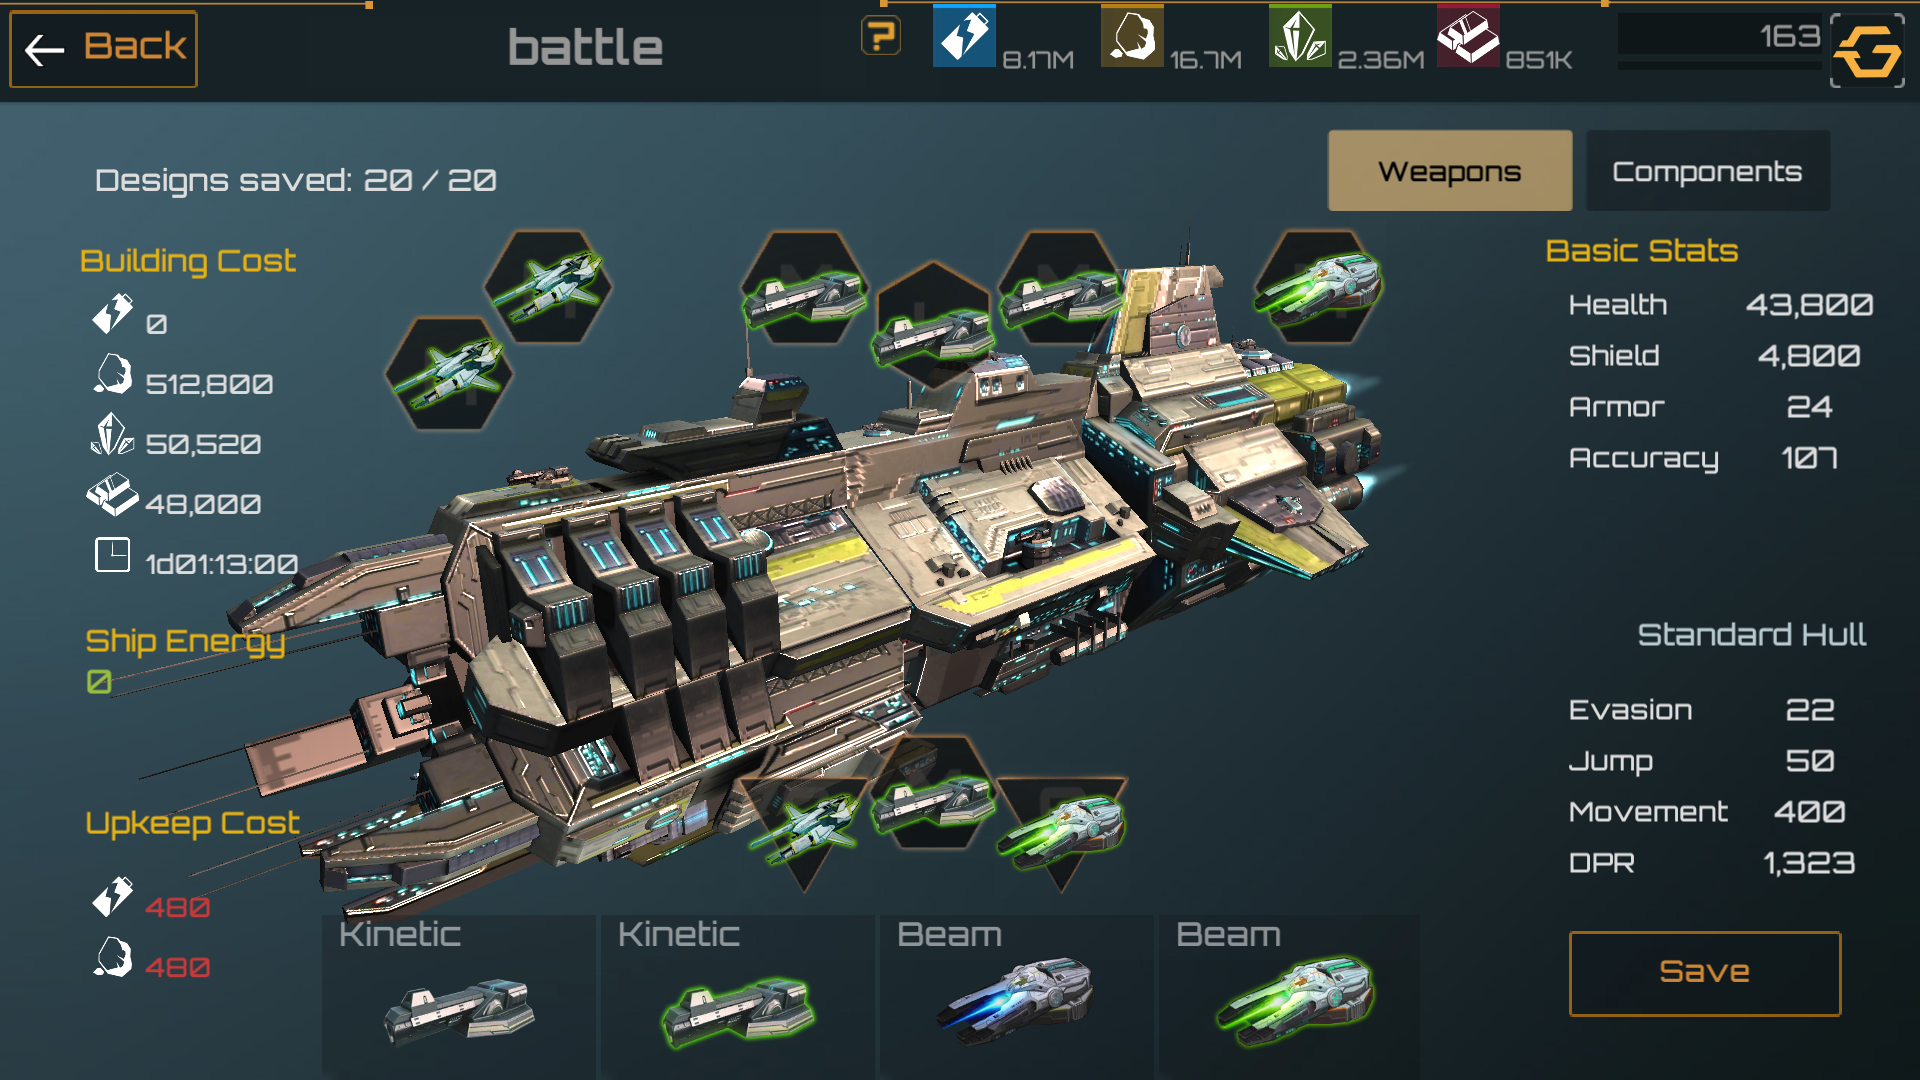 Back
battle
?
8.17M
16.7M
2.36M
851K
163
Designs saved: 20 / 20
Weapons
Components
Building Cost
0
512,800
50,520
48,000
1d01:13:00
Ship Energy
0
Upkeep Cost
480
480
Basic Stats
Health 43,800
Shield 4,800
Armor 24
Accuracy 107
Standard Hull
Evasion 22
Jump 50
Movement 400
DPR 1,323
Kinetic
Kinetic
Beam
Beam
Save